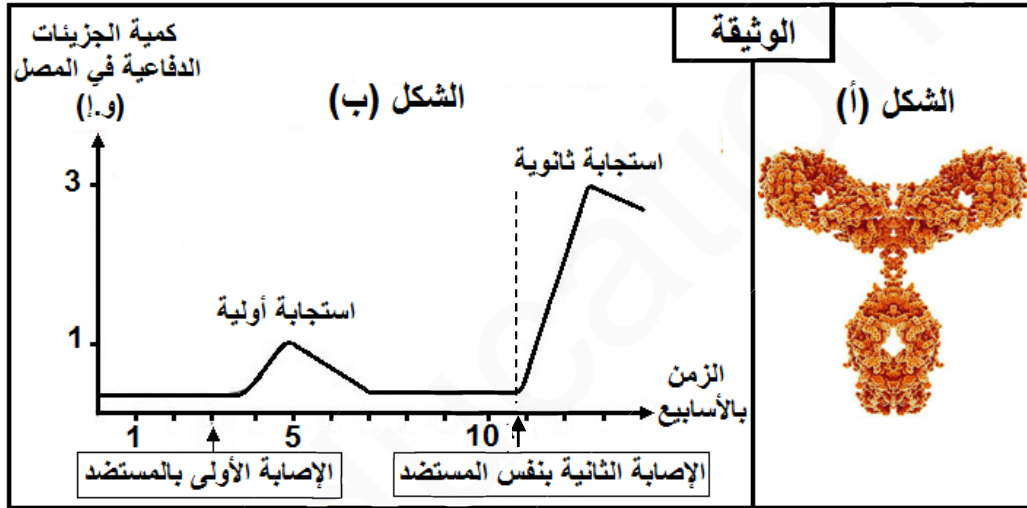 الوثيقة
الشكل (أ)
الشكل (ب)
كمية الجزيئات
الدفاعية في المصل
(و.إ)
3
1
استجابة أولية
استجابة ثانوية
1
5
10
الزمن
بالأسابيع
الإصابة الأولى بالمستضد
الإصابة الثانية بنفس المستضد